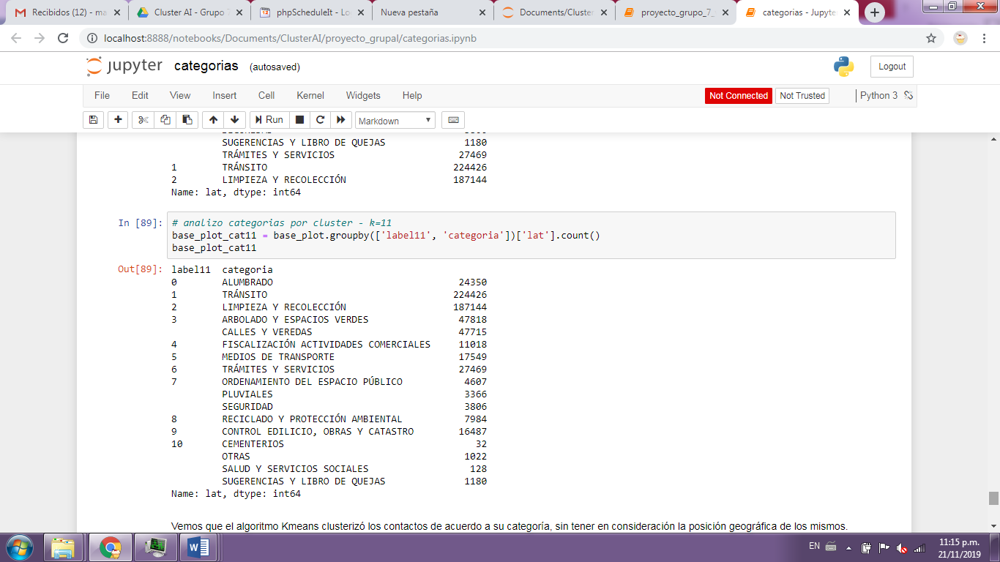 Recibidos (12) - ma
Cluster AI - Grupo 7
phpScheduleIt - Lo
Nueva pestaña
Documents/Cluster
proyecto_grupo_7_
categorias - Jupyte
localhost:8888/notebooks/Documents/ClusterAI/proyecto_grupal/categorias.ipynb
jupyter categorias (autosaved)
Logout
File Edit View Insert Cell Kernel Widgets Help
Not Connected Not Trusted Python 3
Run Markdown
SUGERENCIAS Y LIBRO DE QUEJAS 1180
TRÁMITES Y SERVICIOS 27469
1 TRÁNSITO 224426
2 LIMPIEZA Y RECOLECCIÓN 187144
Name: lat, dtype: int64
In [89]: # analizo categorias por cluster - k=11
base_plot_cat11 = base_plot.groupby(['label11', 'categoria'])['lat'].count()
base_plot_cat11
Out[89]: label11 categoria
0 ALUMBRADO 24350
1 TRÁNSITO 224426
2 LIMPIEZA Y RECOLECCIÓN 187144
3 ARBOLADO Y ESPACIOS VERDES 47818
CALLES Y VEREDAS 47715
4 FISCALIZACIÓN ACTIVIDADES COMERCIALES 11018
5 MEDIOS DE TRANSPORTE 17549
6 TRÁMITES Y SERVICIOS 27469
7 ORDENAMIENTO DEL ESPACIO PÚBLICO 4607
PLUVIALES 3366
SEGURIDAD 3806
8 RECICLADO Y PROTECCIÓN AMBIENTAL 7984
9 CONTROL EDILICIO, OBRAS Y CATASTRO 16487
10 CEMENTERIOS 32
OTRAS 1022
SALUD Y SERVICIOS SOCIALES 128
SUGERENCIAS Y LIBRO DE QUEJAS 1180
Name: lat, dtype: int64
Vemos que el algoritmo Kmeans clusterizó los contactos de acuerdo a su categoría, sin tener en consideración la posición geográfica de los mismos.
EN
11:15 p.m.
21/11/2019